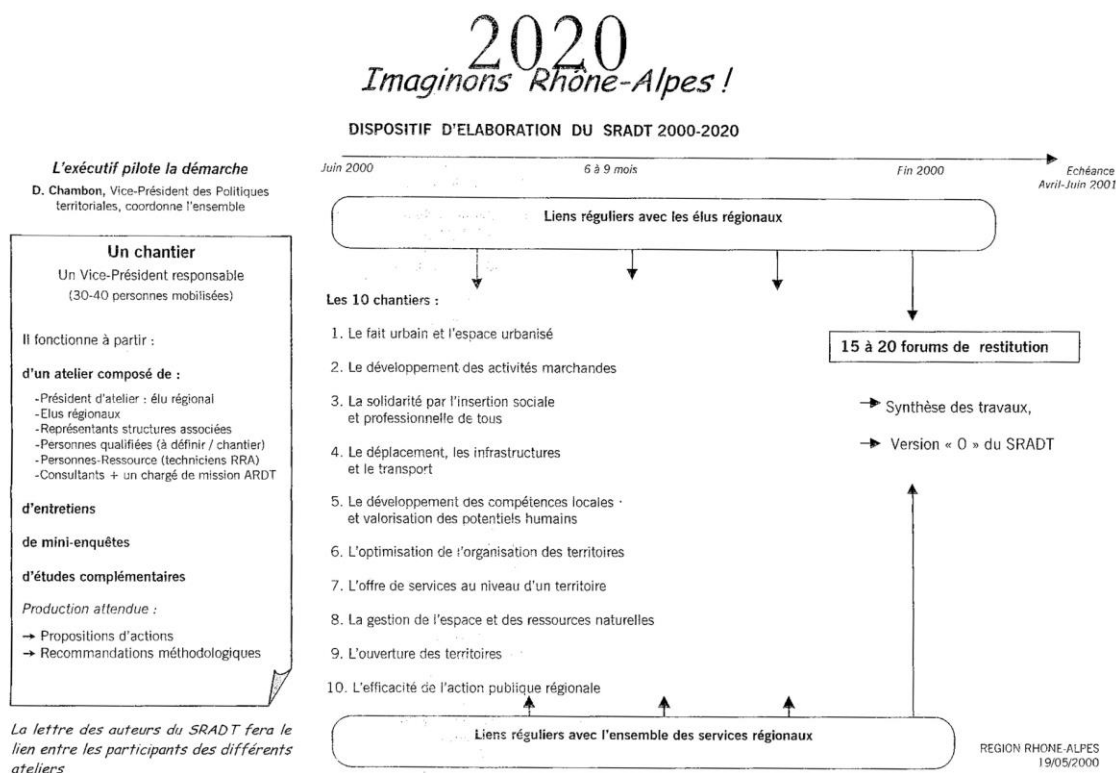 2020
Imaginons Rhône-Alpes !
DISPOSITIF D'ELABORATION DU SRADT 2000-2020
Juin 2000
6 à 9 mois
Fin 2000
Echéance
Avril-Juin 2001
L'exécutif pilote la démarche
D. Chambon, Vice-Président des Politiques
territoriales, coordonne l'ensemble
Un chantier
Un Vice-Président responsable
(30-40 personnes mobilisées)
Il fonctionne à partir :
d'un atelier composé de :
-Président d'atelier : élu régional
-Elus régionaux
-Représentants structures associées
-Personnes qualifiées (à définir / chantier)
-Personnes-Ressource (techniciens RRA)
-Consultants + un chargé de mission ARDT
d'entretiens
de mini-enquêtes
d'études complémentaires
Production attendue :
→ Propositions d'actions
→ Recommandations méthodologiques
La lettre des auteurs du SRADT fera le
lien entre les participants des différents
ateliers
Liens réguliers avec les élus régionaux
Les 10 chantiers :
1. Le fait urbain et l'espace urbanisé
2. Le développement des activités marchandes
3. La solidarité par l'insertion sociale
et professionnelle de tous
4. Le déplacement, les infrastructures
et le transport
5. Le développement des compétences locales
et valorisation des potentiels humains
6. L'optimisation de l'organisation des territoires
7. L'offre de services au niveau d'un territoire
8. La gestion de l'espace et des ressources naturelles
9. L'ouverture des territoires
10. L'efficacité de l'action publique régionale
Liens réguliers avec l'ensemble des services régionaux
15 à 20 forums de restitution
→ Synthèse des travaux,
→ Version « 0 » du SRADT
REGION RHONE-ALPES
19/05/2000